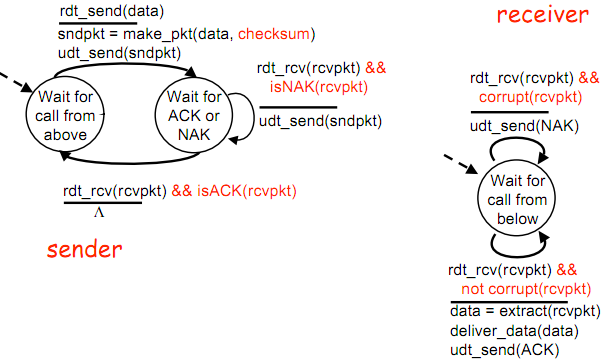 rdt_send(data)
sndpkt = make_pkt(data, checksum)
udt_send(sndpkt)
Wait for
call from
above
Wait for
ACK or
NAK
rdt_rcv(rcvpkt) &&
isNAK(rcvpkt)
udt_send(sndpkt)
rdt_rcv(rcvpkt) && isACK(rcvpkt)
Λ
sender
receiver
rdt_rcv(rcvpkt) &&
corrupt(rcvpkt)
udt_send(NAK)
Wait for
call from
below
rdt_rcv(rcvpkt) &&
not corrupt(rcvpkt)
data = extract(rcvpkt)
deliver_data(data)
udt_send(ACK)